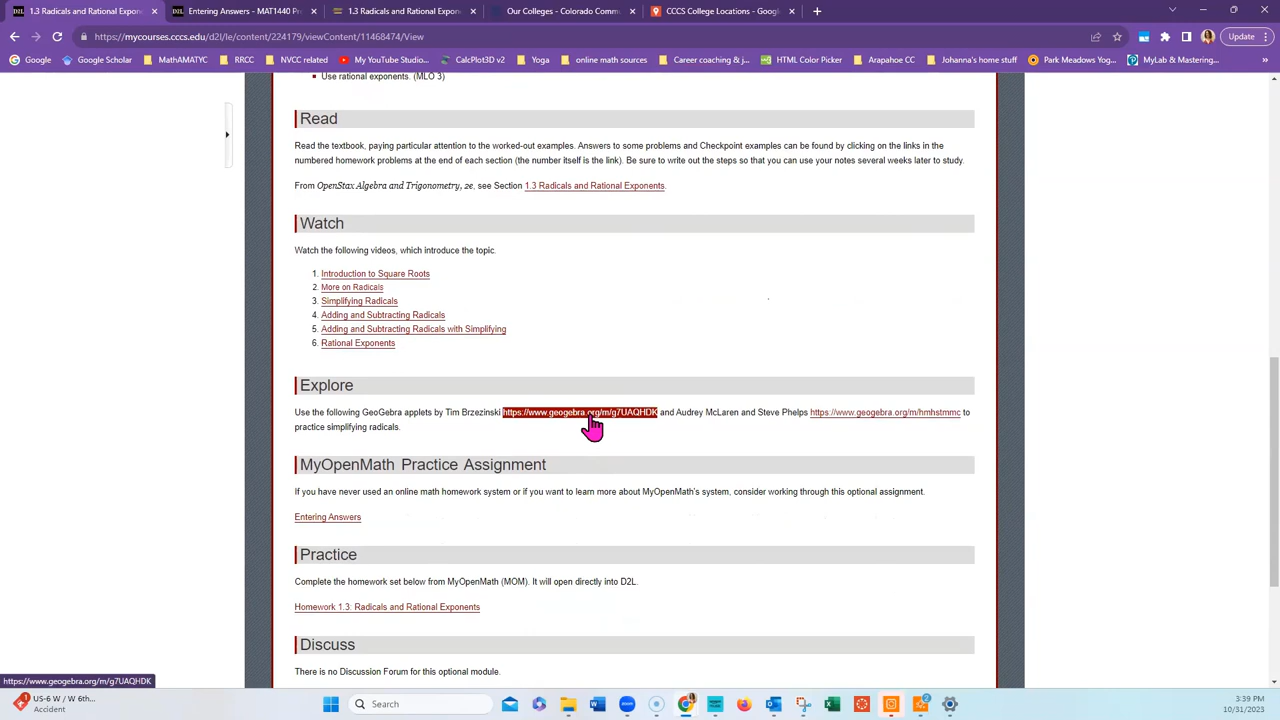 1.3 Radicals and Rational Expon
Entering Answers - MAT1440 P
1.3 Radicals and Rational Expon
Our Colleges - Colorado Comm
CCCS College Locations - Google
https://mycourses.cccs.edu/d2l/le/content/224179/viewContent/11468474/View
Update
Google
Google Scholar
MathAMATYC
RRCC
NVCC related
My YouTube Studio...
CalcPlot3D v2
Yoga
online math sources
Career coaching & j...
HTML Color Picker
Arapahoe CC
Johanna's home stuff
Park Meadows Yog...
MyLab & Mastering...
Use rational exponents. (MLO 3)
Read
Read the textbook, paying particular attention to the worked-out examples. Answers to some problems and Checkpoint examples can be found by clicking on the links in the
numbered homework problems at the end of each section (the number itself is the link). Be sure to write out the steps so that you can use your notes several weeks later to study.
From OpenStax Algebra and Trigonometry, 2e, see Section 1.3 Radicals and Rational Exponents.
Watch
Watch the following videos, which introduce the topic.
1. Introduction to Square Roots
2. More on Radicals
3. Simplifying Radicals
4. Adding and Subtracting Radicals
5. Adding and Subtracting Radicals with Simplifying
6. Rational Exponents
Explore
Use the following GeoGebra applets by Tim Brzezinski https://www.geogebra.org/m/g7UAQHDK and Audrey McLaren and Steve Phelps https://www.geogebra.org/m/hmhstmmc to
practice simplifying radicals.
MyOpenMath Practice Assignment
If you have never used an online math homework system or if you want to learn more about MyOpenMath's system, consider working through this optional assignment.
Entering Answers
Practice
Complete the homework set below from MyOpenMath (MOM). It will open directly into D2L.
Homework 1.3: Radicals and Rational Exponents
Discuss
There is no Discussion Forum for this optional module.
https://www.geogebra.org/m/g7UAQHDK
US-6 W / W 6th...
Accident
Search
3:39 PM
10/31/2023